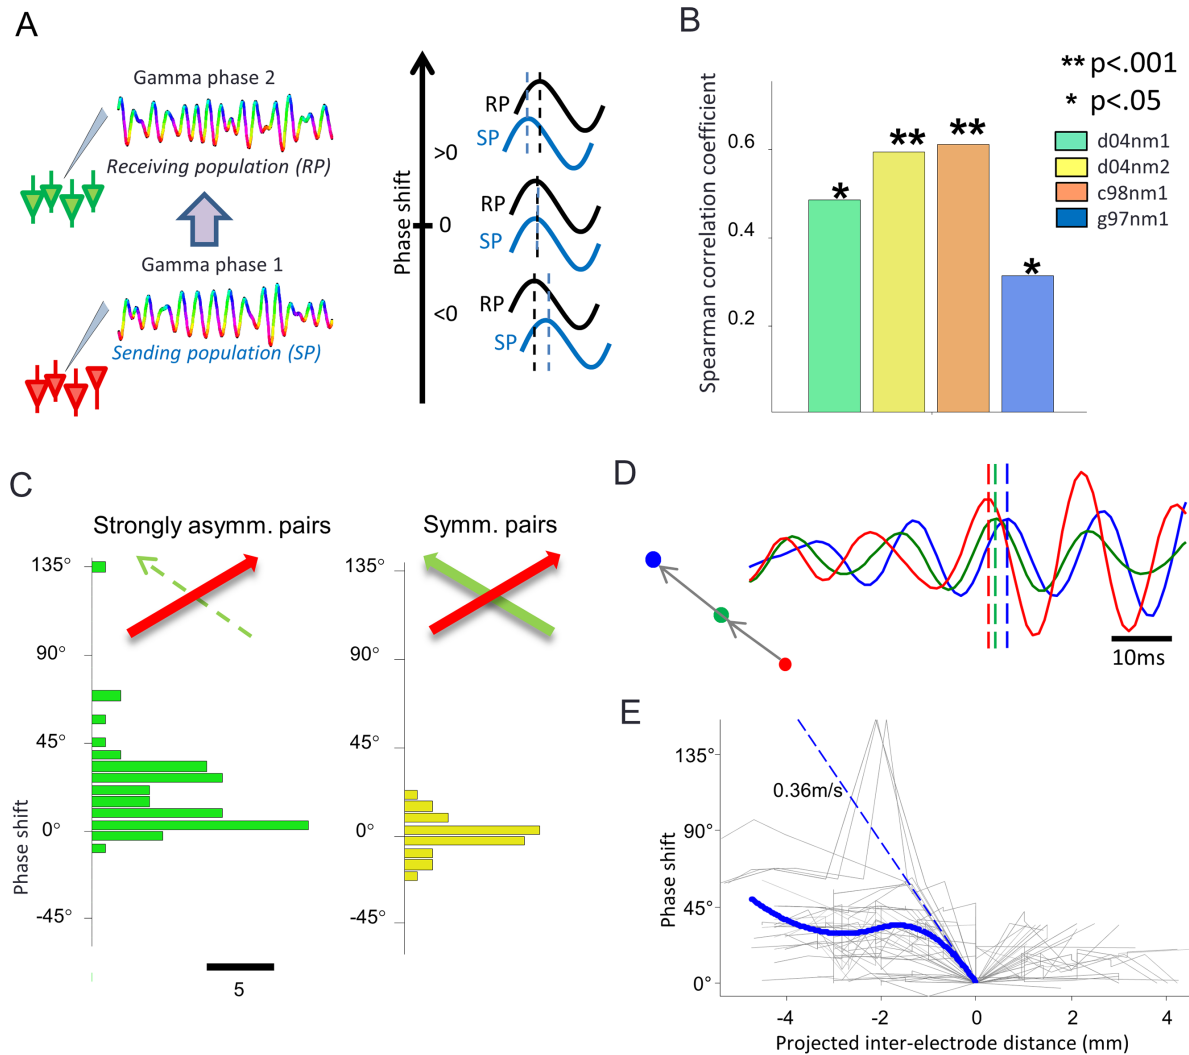 A
Gamma phase 2
Receiving population (RP)
Gamma phase 1
Sending population (SP)
Phase shift
>0
0
<0
RP
SP
RP
SP
RP
SP
B
Spearman correlation coefficient
0.6
0.4
0.2
*
**
**
*
** p<.001
* p<.05
d04nm1
d04nm2
c98nm1
g97nm1
C
Strongly asymm. pairs
135°
90°
45°
0°
-45°
Phase shift
5
Symm. pairs
135°
90°
45°
0°
-45°
D
10ms
E
135°
90°
45°
0°
Phase shift
0.36m/s
-4
-2
0
2
4
Projected inter-electrode distance (mm)